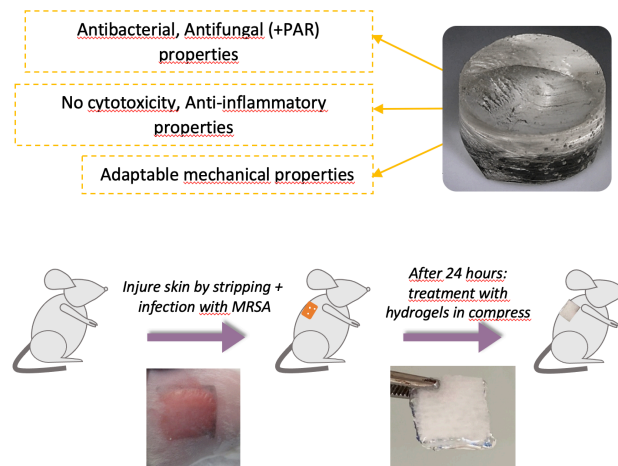 Antibacterial, Antifungal (+PAR)
properties
No cytotoxicity, Anti-inflammatory
properties
Adaptable mechanical properties
Injure skin by stripping +
infection with MRSA
After 24 hours:
treatment with
hydrogels in compress